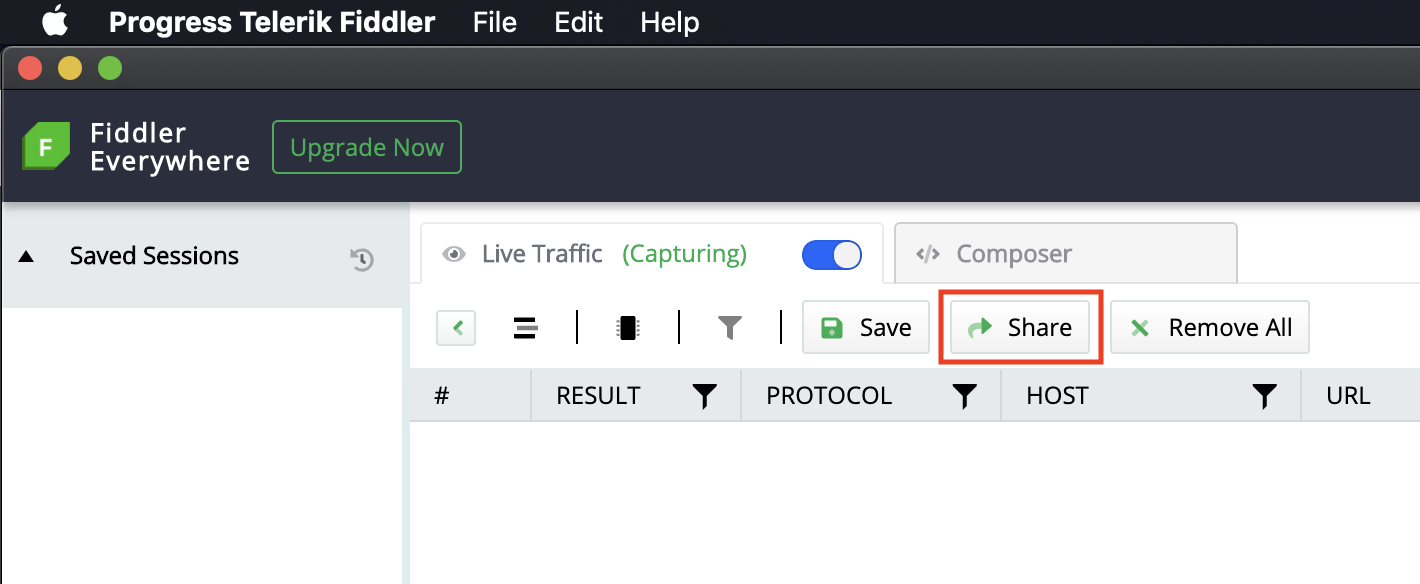 Progress Telerik Fiddler File Edit Help
F
Fiddler
Everywhere
Upgrade Now
Saved Sessions
Live Traffic (Capturing)
</> Composer
Save
Share
Remove All
# RESULT PROTOCOL HOST URL